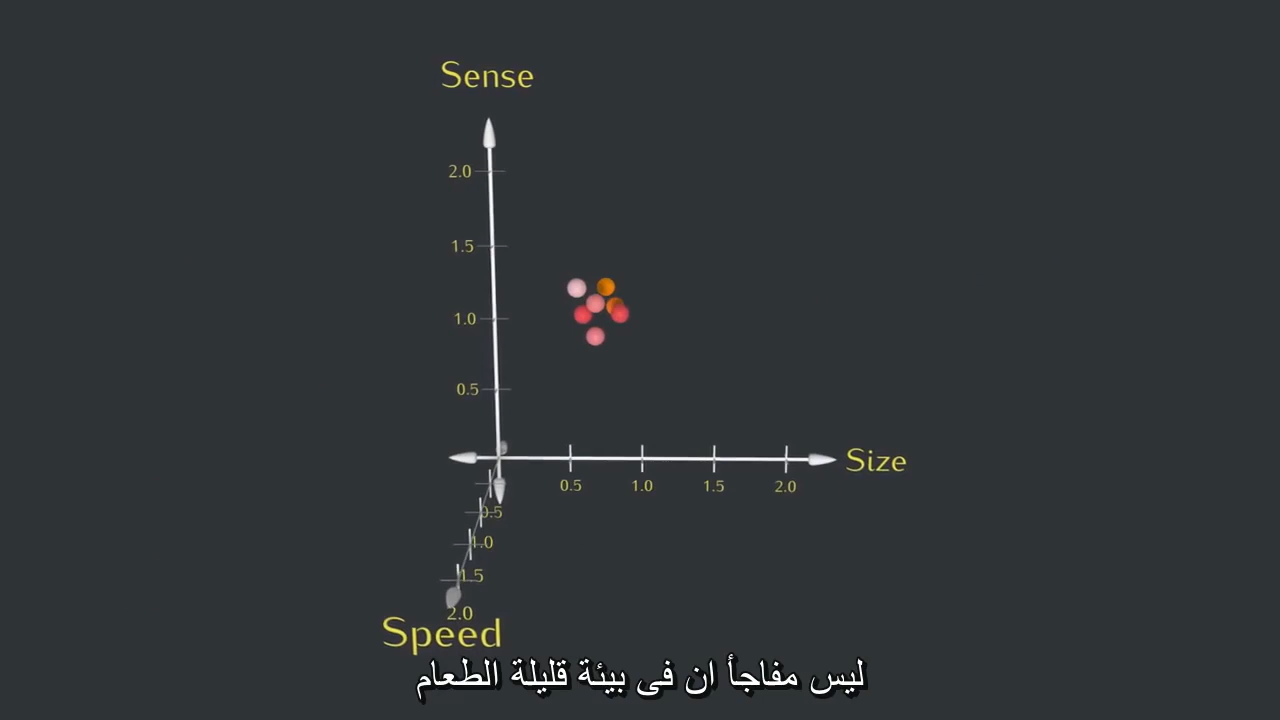 Sense
2.0
1.5
1.0
0.5
Size
0.5 1.0 1.5 2.0
0.5
1.0
1.5
2.0
Speed
ليس مفاجأ ان فى بيئة قليلة الطعام